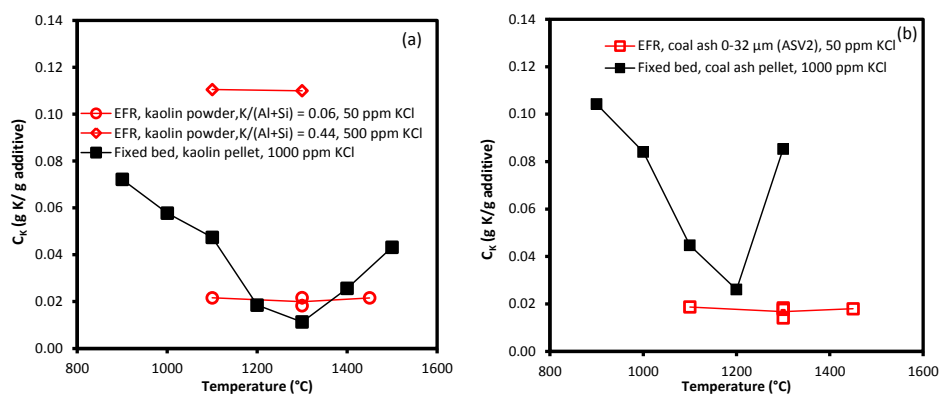 (a)
0.14
0.12
0.10
0.08
0.06
0.04
0.02
0.00
C_K (g K/ g additive)
EFR, kaolin powder,K/(Al+Si) = 0.06, 50 ppm KCl
EFR, kaolin powder,K/(Al+Si) = 0.44, 500 ppm KCl
Fixed bed, kaolin pellet, 1000 ppm KCl
800 1000 1200 1400 1600
Temperature (°C)
(b)
0.14
0.12
0.10
0.08
0.06
0.04
0.02
0.00
C_K (g K/g additive)
EFR, coal ash 0-32 µm (ASV2), 50 ppm KCl
Fixed bed, coal ash pellet, 1000 ppm KCl
800 1000 1200 1400 1600
Temperature (°C)